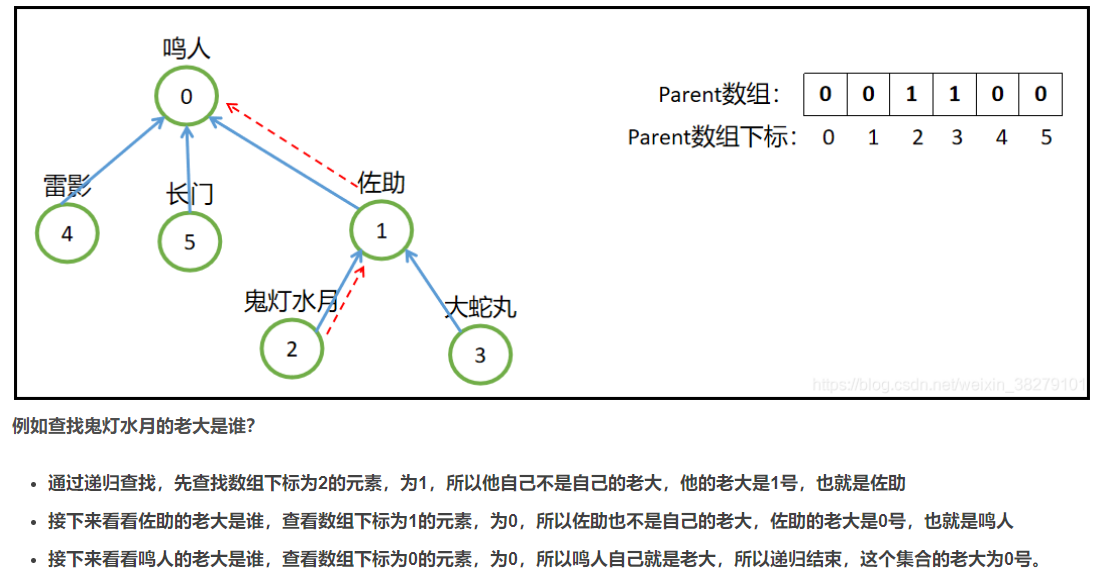 鸣人
0
Parent数组： 0 0 1 1 0 0
Parent数组下标： 0 1 2 3 4 5
雷影
长门
佐助
4
5
1
鬼灯水月
大蛇丸
2
3
https://blog.csdn.net/weixin_38279101
例如查找鬼灯水月的老大是谁？
• 通过递归查找，先查找数组下标为2的元素，为1，所以他自己不是自己的老大，他的老大是1号，也就是佐助
• 接下来看看佐助的老大是谁，查看数组下标为1的元素，为0，所以佐助也不是自己的老大，佐助的老大是0号，也就是鸣人
• 接下来看看鸣人的老大是谁，查看数组下标为0的元素，为0，所以鸣人自己就是老大，所以递归结束，这个集合的老大为0号。